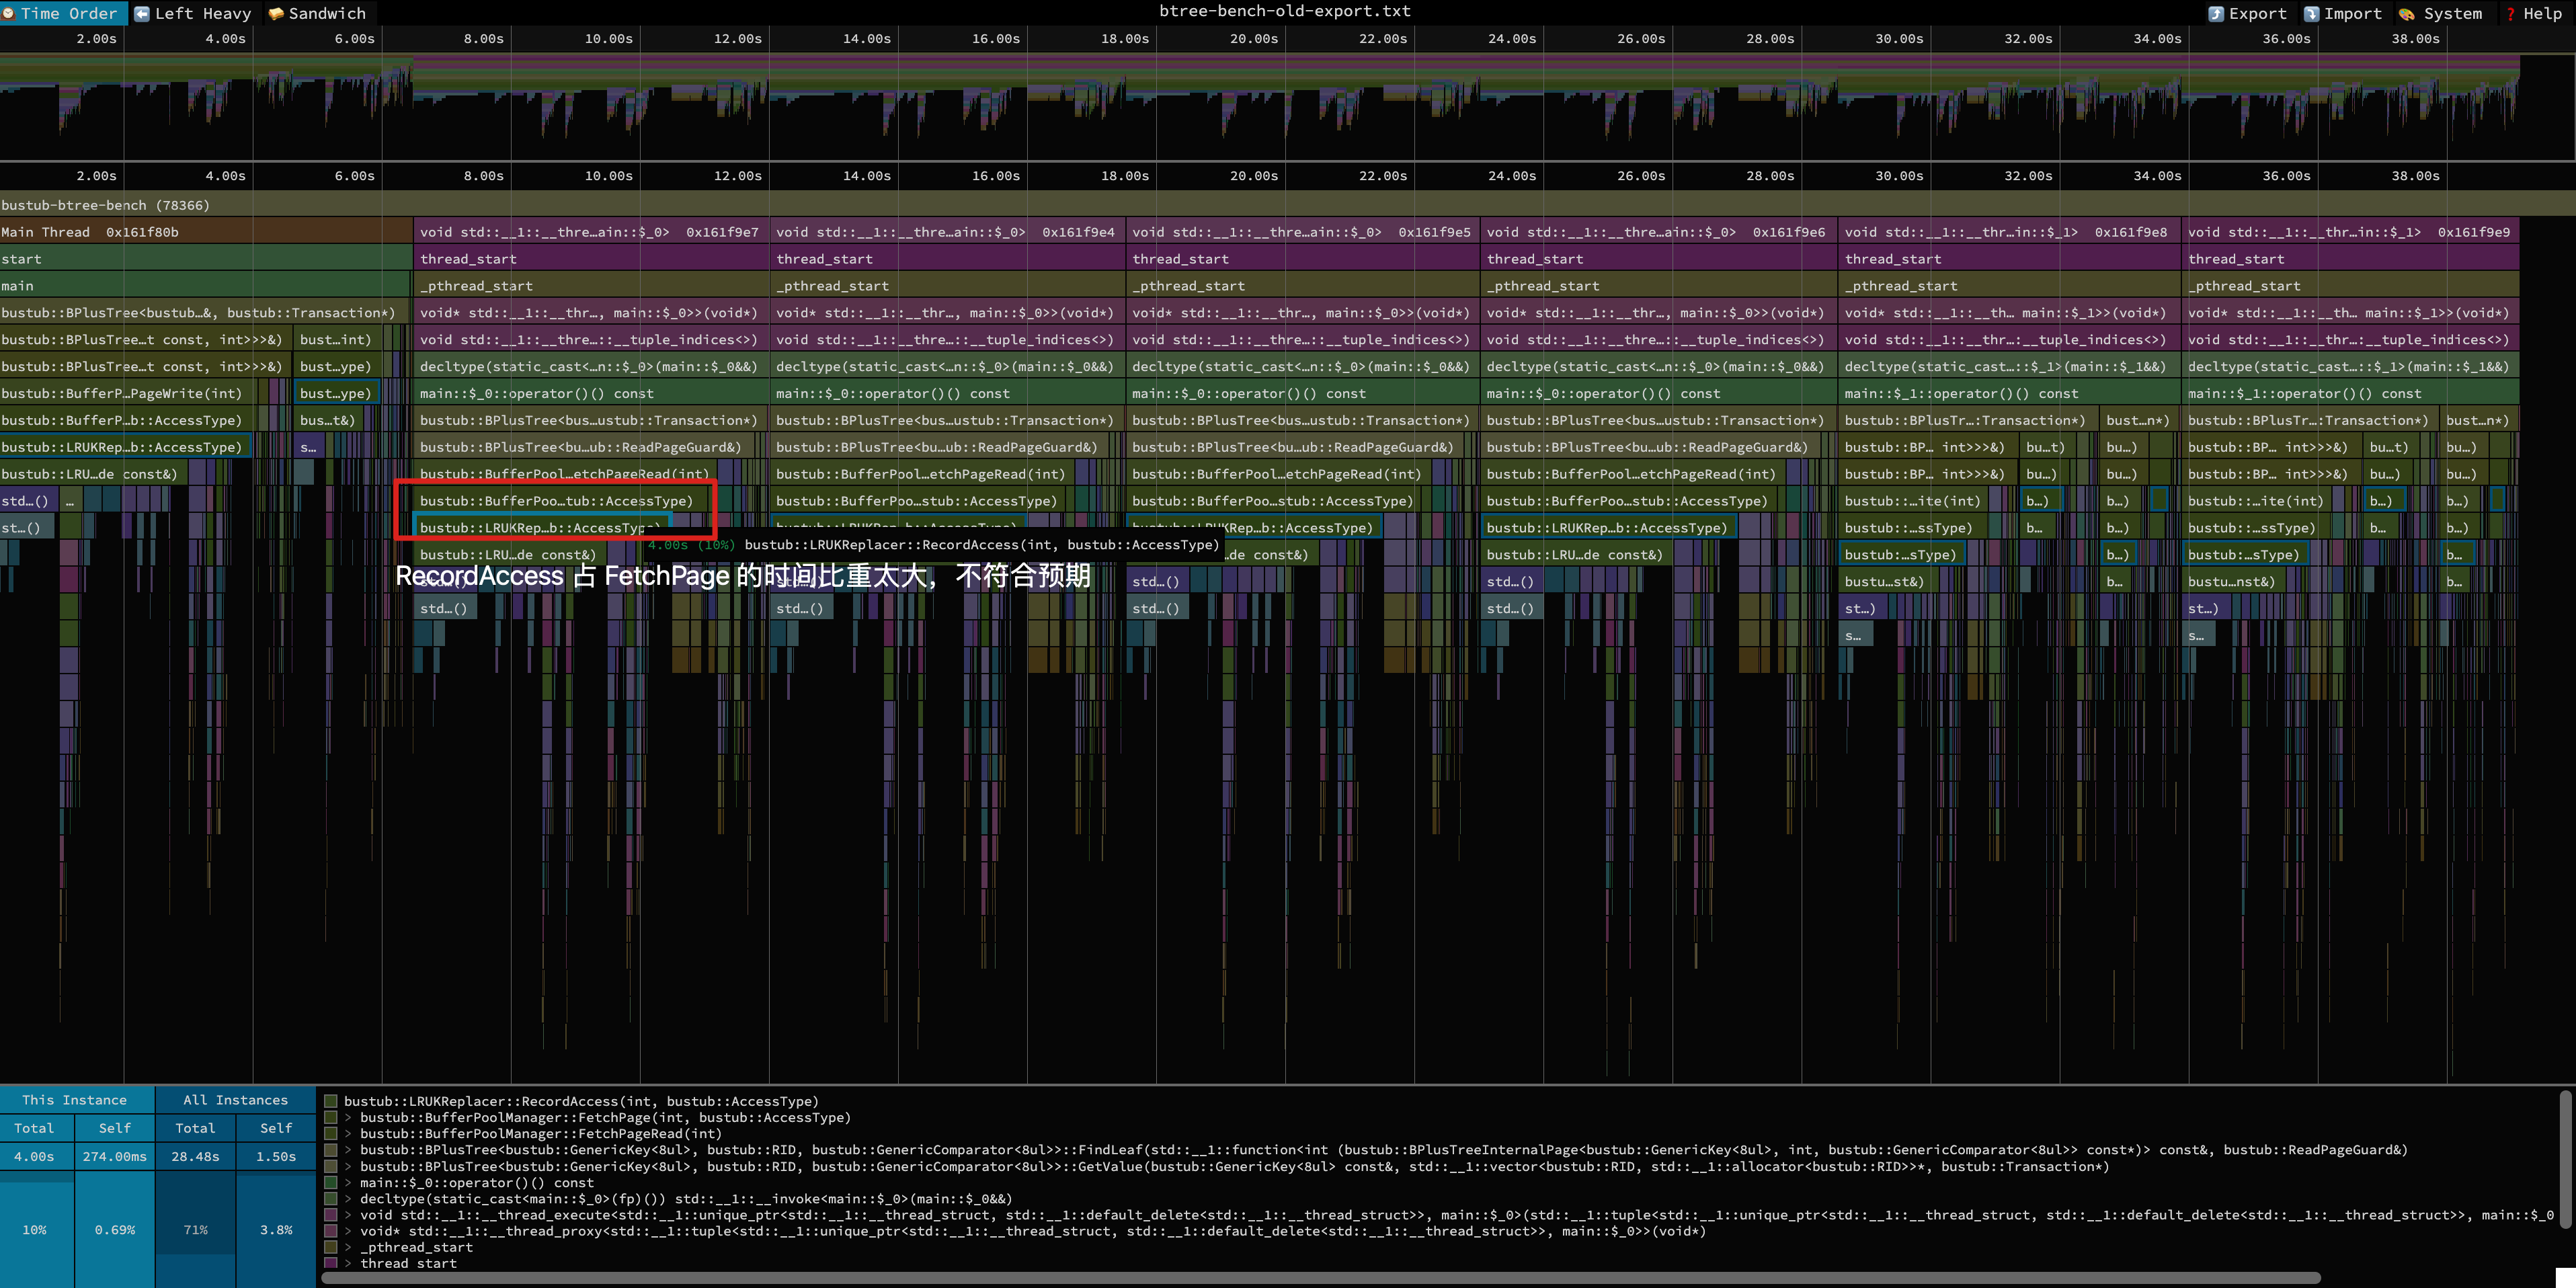 Time Order Left Heavy Sandwich btree-bench-old-export.txt Export Import System Help
2.00s 4.00s 6.00s 8.00s 10.00s 12.00s 14.00s 16.00s 18.00s 20.00s 22.00s 24.00s 26.00s 28.00s 30.00s 32.00s 34.00s 36.00s 38.00s
2.00s 4.00s 6.00s 8.00s 10.00s 12.00s 14.00s 16.00s 18.00s 20.00s 22.00s 24.00s 26.00s 28.00s 30.00s 32.00s 34.00s 36.00s 38.00s
bustub-btree-bench (78366)
Main Thread 0x161f80b void std::__1::__thre…ain::$_0> 0x161f9e7 void std::__1::__thre…ain::$_0> 0x161f9e4 void std::__1::__thre…ain::$_0> 0x161f9e5 void std::__1::__thre…ain::$_0> 0x161f9e6 void std::__1::__thr…in::$_1> 0x161f9e8 void std::__1::__thr…in::$_1> 0x161f9e9
start thread_start thread_start thread_start thread_start thread_start thread_start
main _pthread_start _pthread_start _pthread_start _pthread_start _pthread_start _pthread_start
bustub::BPlusTree<bustub…&, bustub::Transaction*) void* std::__1::__thr…, main::$_0>>(void*) void* std::__1::__thr…, main::$_0>>(void*) void* std::__1::__thr…, main::$_0>>(void*) void* std::__1::__thr…, main::$_0>>(void*) void* std::__1::__th… main::$_1>>(void*) void* std::__1::__th… main::$_1>>(void*)
bustub::BPlusTree…t const, int>>>&) bust…int) void std::__1::__thre…:__tuple_indices<>) void std::__1::__thre…:__tuple_indices<>) void std::__1::__thre…:__tuple_indices<>) void std::__1::__thre…:__tuple_indices<>) void std::__1::__thr…:__tuple_indices<>) void std::__1::__thr…:__tuple_indices<>)
bustub::BPlusTree…t const, int>>>&) bust…ype) decltype(static_cast<…n::$_0>(main::$_0&&) decltype(static_cast<…n::$_0>(main::$_0&&) decltype(static_cast<…n::$_0>(main::$_0&&) decltype(static_cast<…n::$_0>(main::$_0&&) decltype(static_cast…::$_1>(main::$_1&&) decltype(static_cast…::$_1>(main::$_1&&)
bustub::BufferP…PageWrite(int) bust…ype) main::$_0::operator()() const main::$_0::operator()() const main::$_0::operator()() const main::$_0::operator()() const main::$_1::operator()() const main::$_1::operator()() const
bustub::BufferP…b::AccessType) bus…t&) bustub::BPlusTree<bus…ustub::Transaction*) bustub::BPlusTree<bus…ustub::Transaction*) bustub::BPlusTree<bus…ustub::Transaction*) bustub::BPlusTree<bus…ustub::Transaction*) bustub::BPlusTr…::Transaction*) bust…n*) bustub::BPlusTr…::Transaction*) bust…n*)
bustub::LRUKRep…b::AccessType) s… bustub::BPlusTree<bu…ub::ReadPageGuard&) bustub::BPlusTree<bu…ub::ReadPageGuard&) bustub::BPlusTree<bu…ub::ReadPageGuard&) bustub::BPlusTree<bu…ub::ReadPageGuard&) bustub::BP… int>>>&) bu…t) bu…) bustub::BP… int>>>&) bu…t) bu…)
bustub::LRU…de const&) bustub::BufferPool…etchPageRead(int) bustub::BufferPool…etchPageRead(int) bustub::BufferPool…etchPageRead(int) bustub::BufferPool…etchPageRead(int) bustub::BP… int>>>&) bu…) bu…) bustub::BP… int>>>&) bu…) bu…)
std…() … bustub::BufferPoo…tub::AccessType) bustub::BufferPoo…stub::AccessType) bustub::BufferPoo…stub::AccessType) bustub::BufferPoo…stub::AccessType) bustub::…ite(int) b…) b…) bustub::…ite(int) b…) b…)
st…() bustub::LRUKRep…b::AccessType) bustub::LRUKRep…b::AccessType) bustub::LRUKRep…b::AccessType) bustub::LRUKRep…b::AccessType) bustub::…ssType) b… b…) bustub::…ssType) b… b…)
bustub::LRU…de const&) 4.00s (10%) bustub::LRUKReplacer::RecordAccess(int, bustub::AccessType) …de const&) bustub::LRU…de const&) bustub::…sType) b…) bustub::…sType) b…
RecordAccess 占 FetchPage 的时间比重太大，不符合预期
std…() std…() bustu…st&) b… bustu…nst&) b…
std…() std…() std…() std…() st…) st…)
s… s…
This Instance All Instances
Total Self Total Self
4.00s 274.00ms 28.48s 1.50s
10% 0.69% 71% 3.8%
bustub::LRUKReplacer::RecordAccess(int, bustub::AccessType)
> bustub::BufferPoolManager::FetchPage(int, bustub::AccessType)
> bustub::BufferPoolManager::FetchPageRead(int)
> bustub::BPlusTree<bustub::GenericKey<8ul>, bustub::RID, bustub::GenericComparator<8ul>>::FindLeaf(std::__1::function<int (bustub::BPlusTreeInternalPage<bustub::GenericKey<8ul>, int, bustub::GenericComparator<8ul>> const*)> const&, bustub::ReadPageGuard&)
> bustub::BPlusTree<bustub::GenericKey<8ul>, bustub::RID, bustub::GenericComparator<8ul>>::GetValue(bustub::GenericKey<8ul> const&, std::__1::vector<bustub::RID, std::__1::allocator<bustub::RID>>*, bustub::Transaction*)
> main::$_0::operator()() const
> decltype(static_cast<main::$_0>(fp)()) std::__1::__invoke<main::$_0>(main::$_0&&)
> void std::__1::__thread_execute<std::__1::unique_ptr<std::__1::__thread_struct, std::__1::default_delete<std::__1::__thread_struct>>, main::$_0>(std::__1::tuple<std::__1::unique_ptr<std::__1::__thread_struct, std::__1::default_delete<std::__1::__thread_struct>>, main::$_0
> void* std::__1::__thread_proxy<std::__1::tuple<std::__1::unique_ptr<std::__1::__thread_struct, std::__1::default_delete<std::__1::__thread_struct>>, main::$_0>>(void*)
> _pthread_start
> thread start